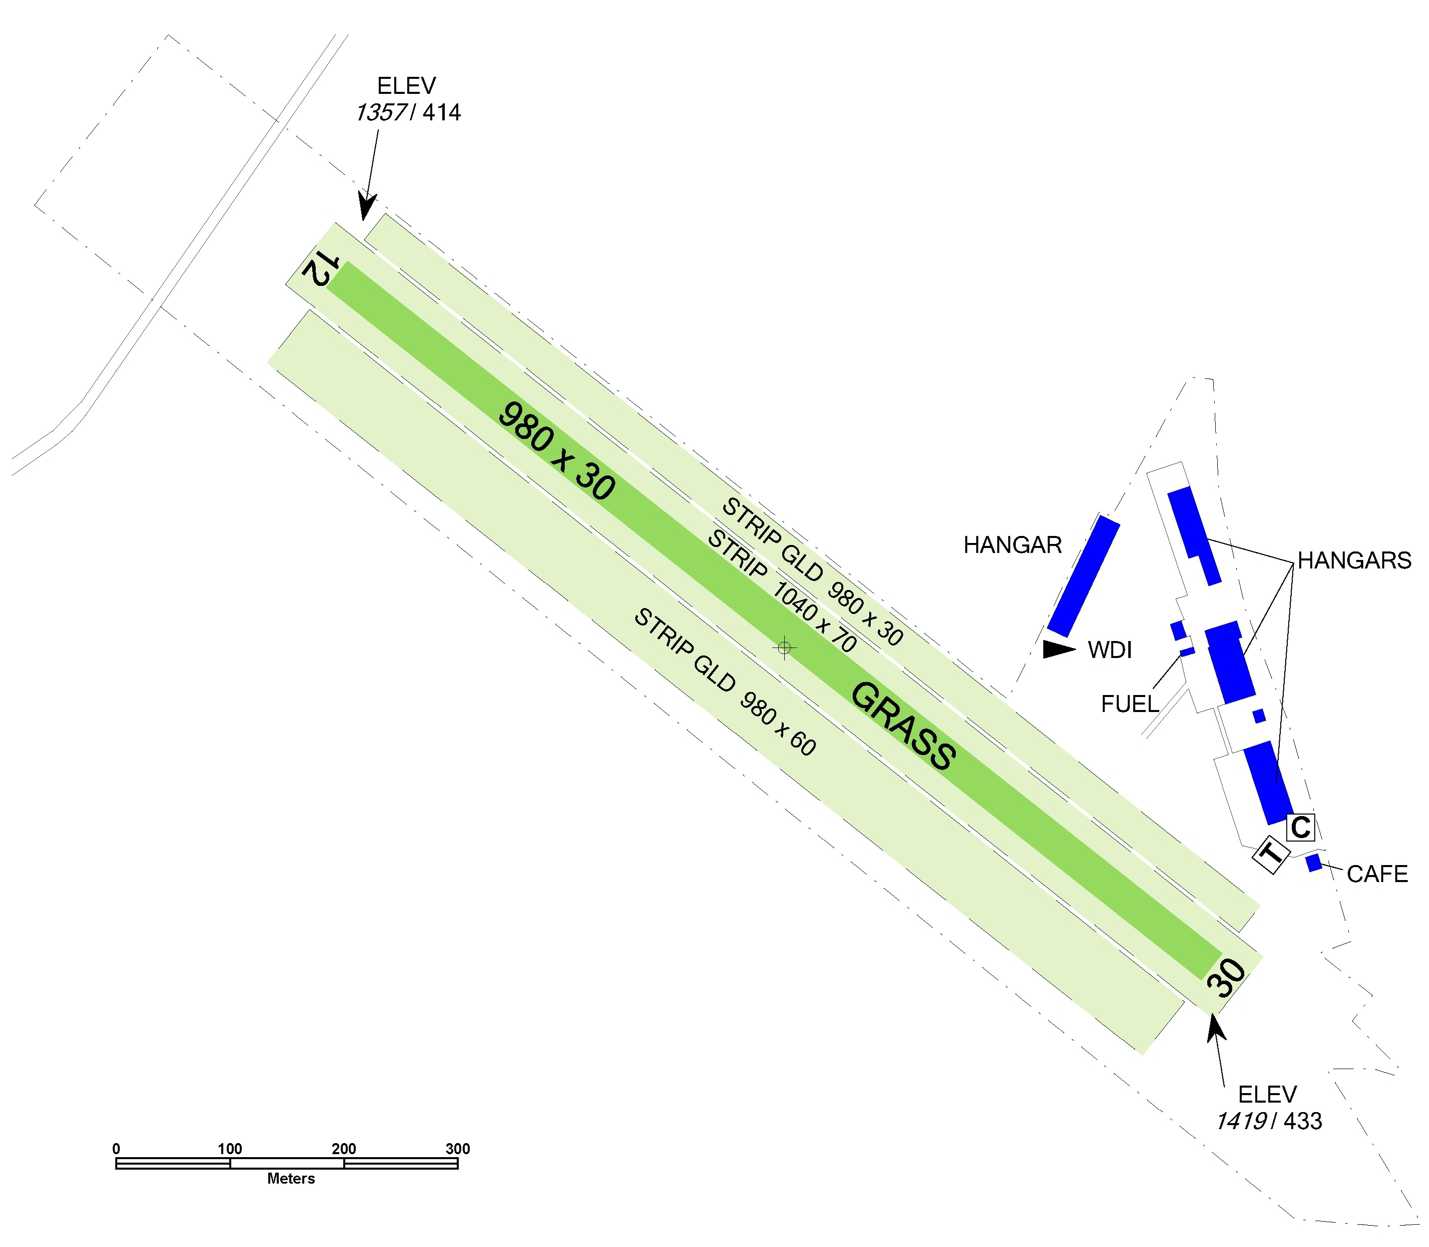 ELEV
1357 / 414
12
980 x 30
STRIP GLD 980 x 30
STRIP 1040 x 70
STRIP GLD 980 x 60
GRASS
HANGAR
HANGARS
WDI
FUEL
C
T
CAFE
30
ELEV
1419 / 433
0 100 200 300
Meters